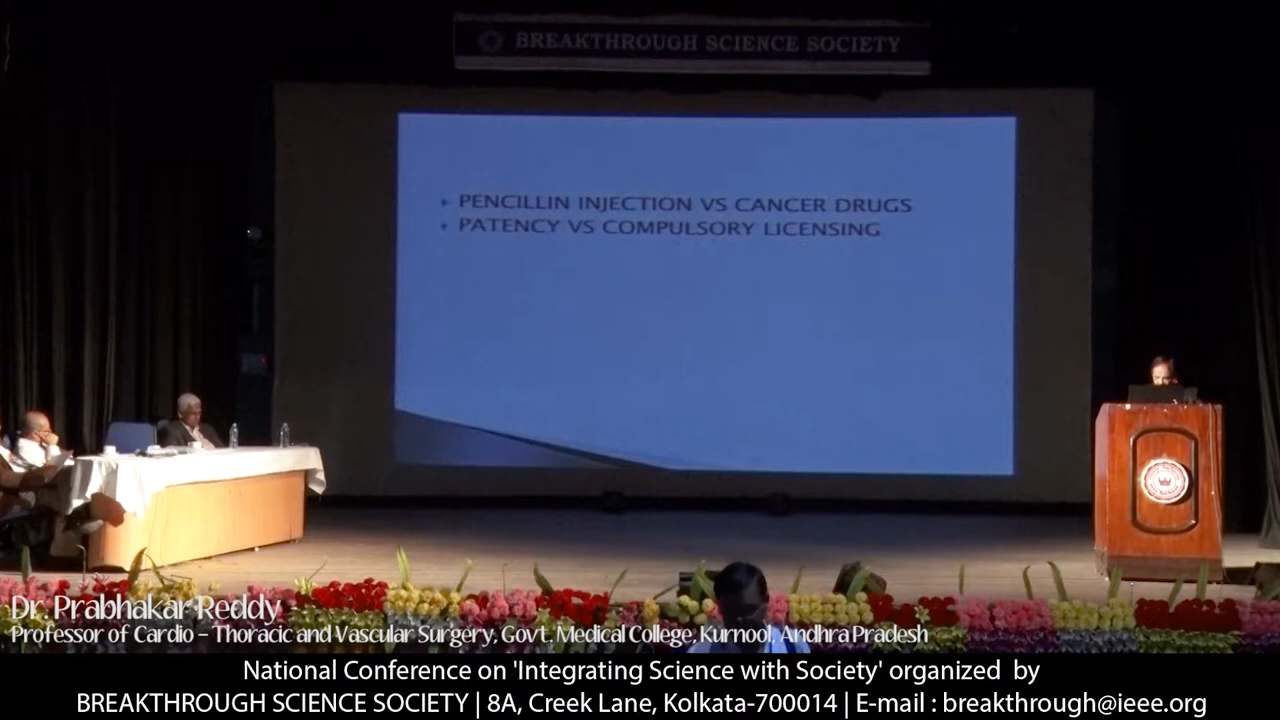 BREAKTHROUGH SCIENCE SOCIETY
PENCILLIN INJECTION VS CANCER DRUGS
PATENCY VS COMPULSORY LICENSING
Dr. Prabhakar Reddy
Professor of Cardio – Thoracic and Vascular Surgery, Govt. Medical College, Kurnool, Andhra Pradesh
National Conference on 'Integrating Science with Society' organized by
BREAKTHROUGH SCIENCE SOCIETY | 8A, Creek Lane, Kolkata-700014 | E-mail : breakthrough@ieee.org